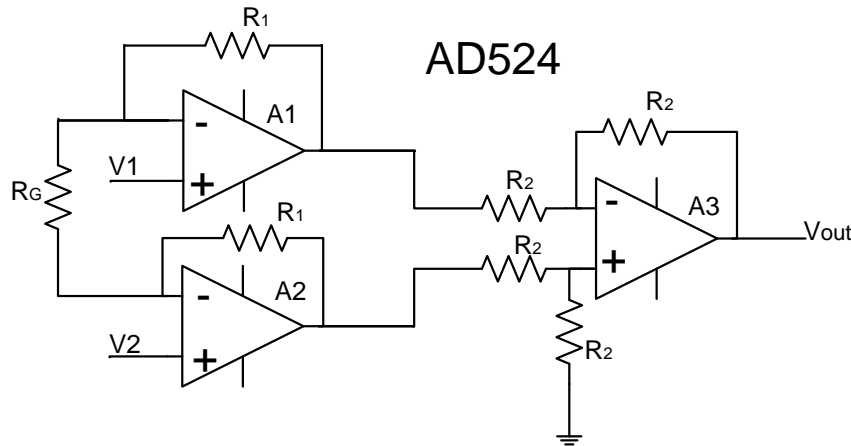 R1
AD524
A1
-
V1
+
RG
R2
R2
-
A3
R1
Vout
R2
+
-
A2
V2
+
R2